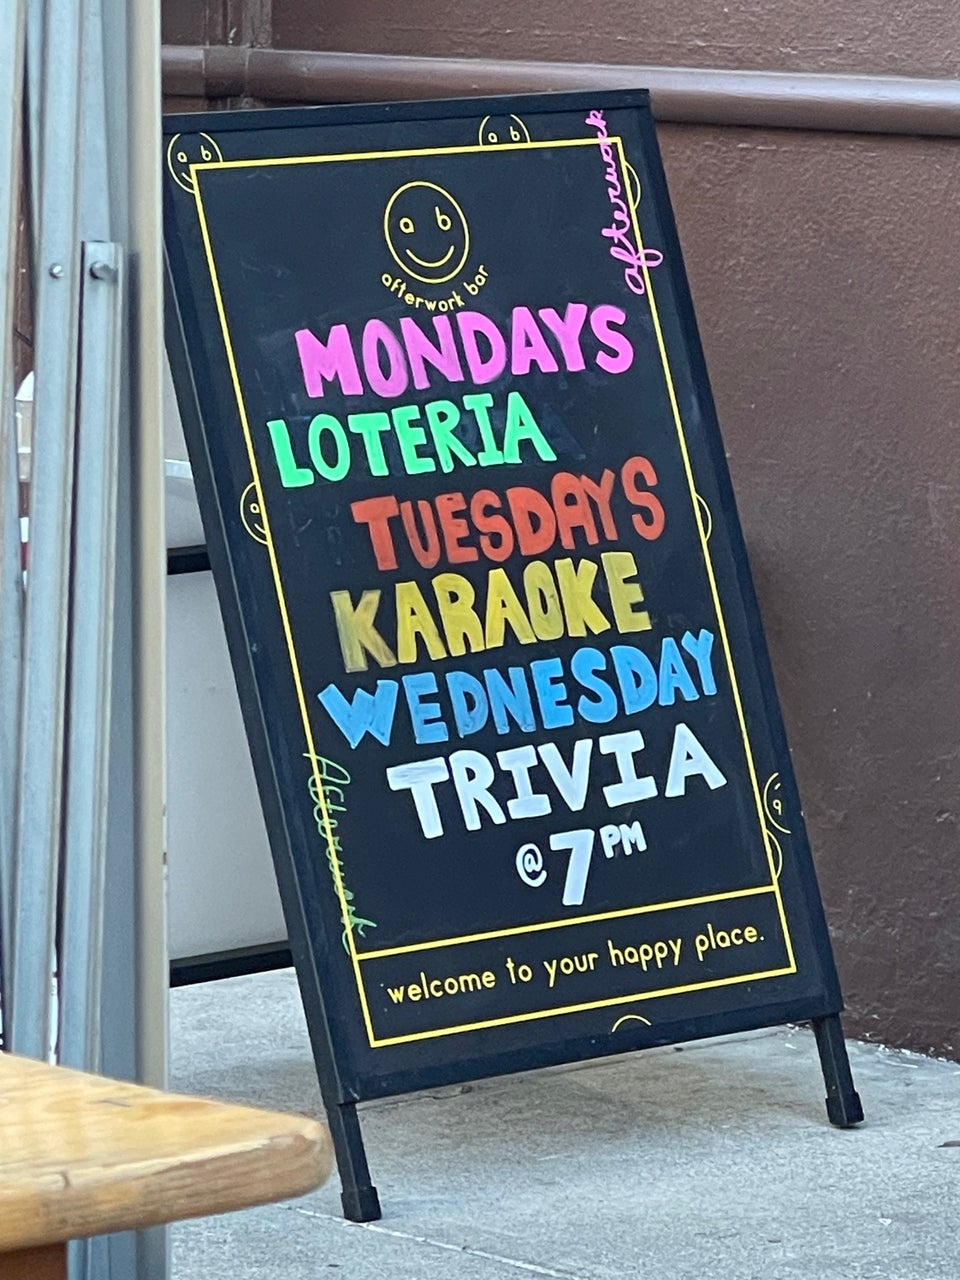 a b
afterwork bar
afterwork
MONDAYS
LOTERIA
TUESDAYS
KARAOKE
WEDNESDAY
TRIVIA
@ 7PM
Afterwork
welcome to your happy place.